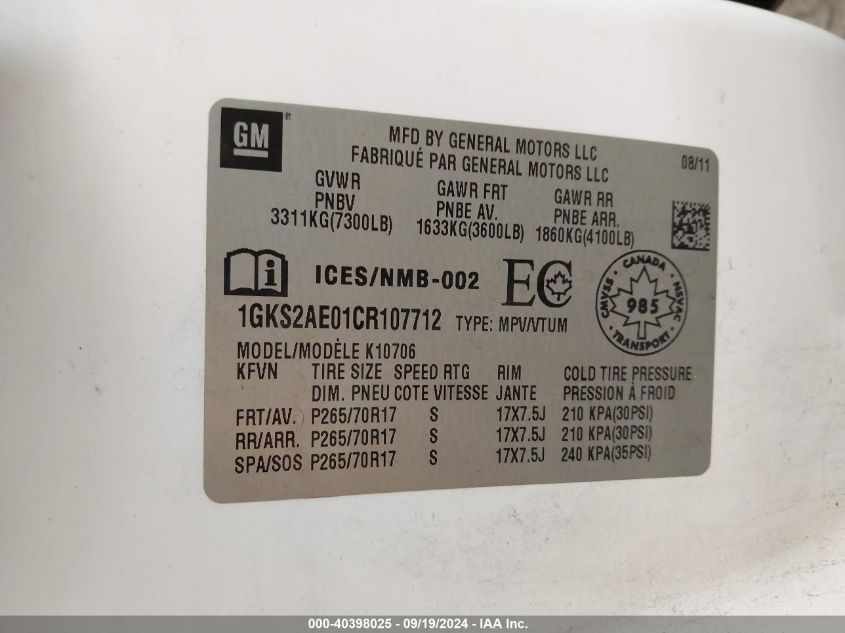 GM
MFD BY GENERAL MOTORS LLC
FABRIQUÉ PAR GENERAL MOTORS LLC
08/11
GVWR GAWR FRT GAWR RR
PNBV PNBE AV. PNBE ARR.
3311KG(7300LB) 1633KG(3600LB) 1860KG(4100LB)
ICES/NMB-002 EC
CANADA CMVSS 985 NSVAC TRANSPORT
1GKS2AE01CR107712 TYPE: MPV/VTUM
MODEL/MODÈLE K10706
KFVN TIRE SIZE SPEED RTG RIM COLD TIRE PRESSURE
DIM. PNEU COTE VITESSE JANTE PRESSION À FROID
FRT/AV. P265/70R17 S 17X7.5J 210 KPA(30PSI)
RR/ARR. P265/70R17 S 17X7.5J 210 KPA(30PSI)
SPA/SOS P265/70R17 S 17X7.5J 240 KPA(35PSI)
000-40398025 - 09/19/2024 - IAA Inc.